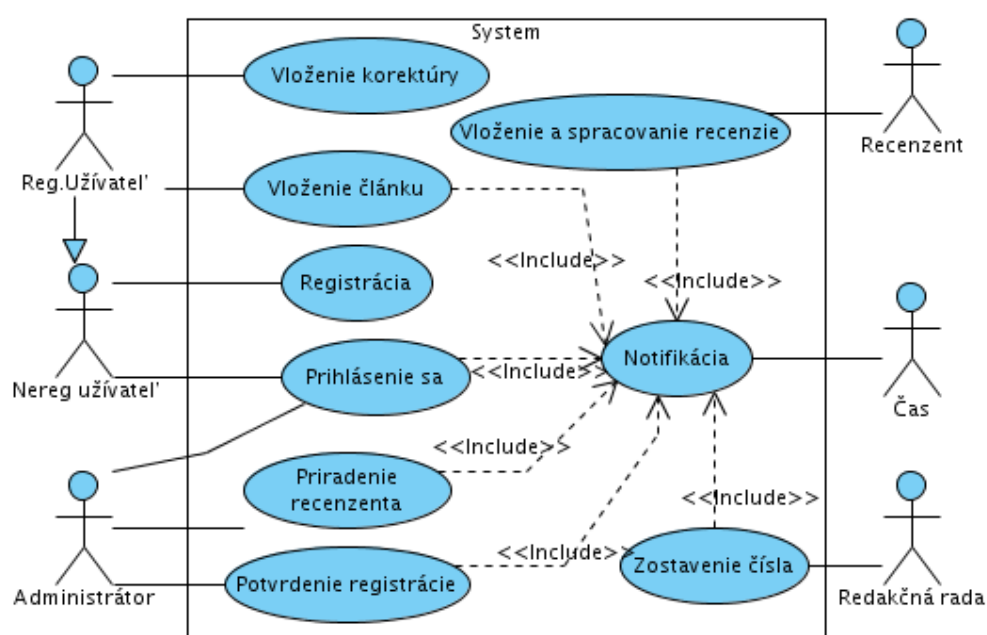 System
Vloženie korektúry
Vloženie a spracovanie recenzie
Recenzent
Reg.Užívateľ
Vloženie článku
<<Include>>
<<Include>>
Registrácia
Notifikácia
Prihlásenie sa
<<Include>>
Nereg užívateľ
Čas
<<Include>>
Priradenie
recenzenta
<<Include>>
<<Include>>
Potvrdenie registrácie
Zostavenie čísla
Administrátor
Redakčná rada